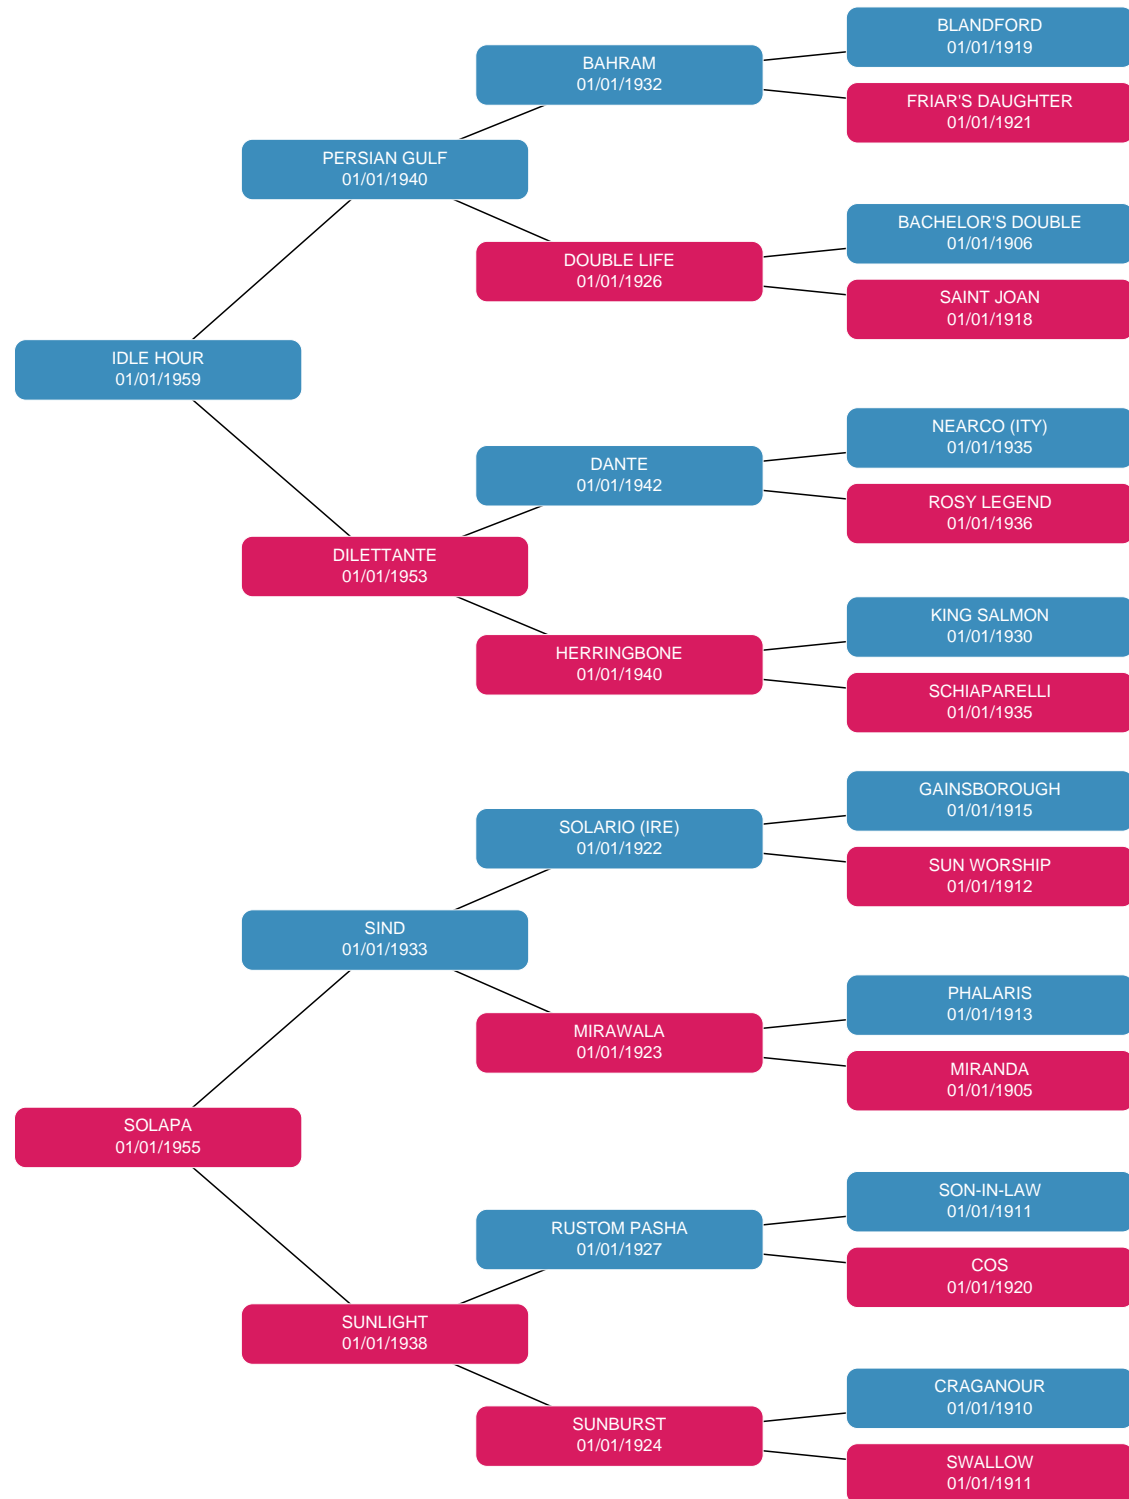 BLANDFORD
01/01/1919
BAHRAM
01/01/1932
FRIAR'S DAUGHTER
01/01/1921
PERSIAN GULF
01/01/1940
BACHELOR'S DOUBLE
01/01/1906
DOUBLE LIFE
01/01/1926
SAINT JOAN
01/01/1918
IDLE HOUR
01/01/1959
NEARCO (ITY)
01/01/1935
DANTE
01/01/1942
ROSY LEGEND
01/01/1936
DILETTANTE
01/01/1953
KING SALMON
01/01/1930
HERRINGBONE
01/01/1940
SCHIAPARELLI
01/01/1935
GAINSBOROUGH
01/01/1915
SOLARIO (IRE)
01/01/1922
SUN WORSHIP
01/01/1912
SIND
01/01/1933
PHALARIS
01/01/1913
MIRAWALA
01/01/1923
MIRANDA
01/01/1905
SOLAPA
01/01/1955
SON-IN-LAW
01/01/1911
RUSTOM PASHA
01/01/1927
COS
01/01/1920
SUNLIGHT
01/01/1938
CRAGANOUR
01/01/1910
SUNBURST
01/01/1924
SWALLOW
01/01/1911